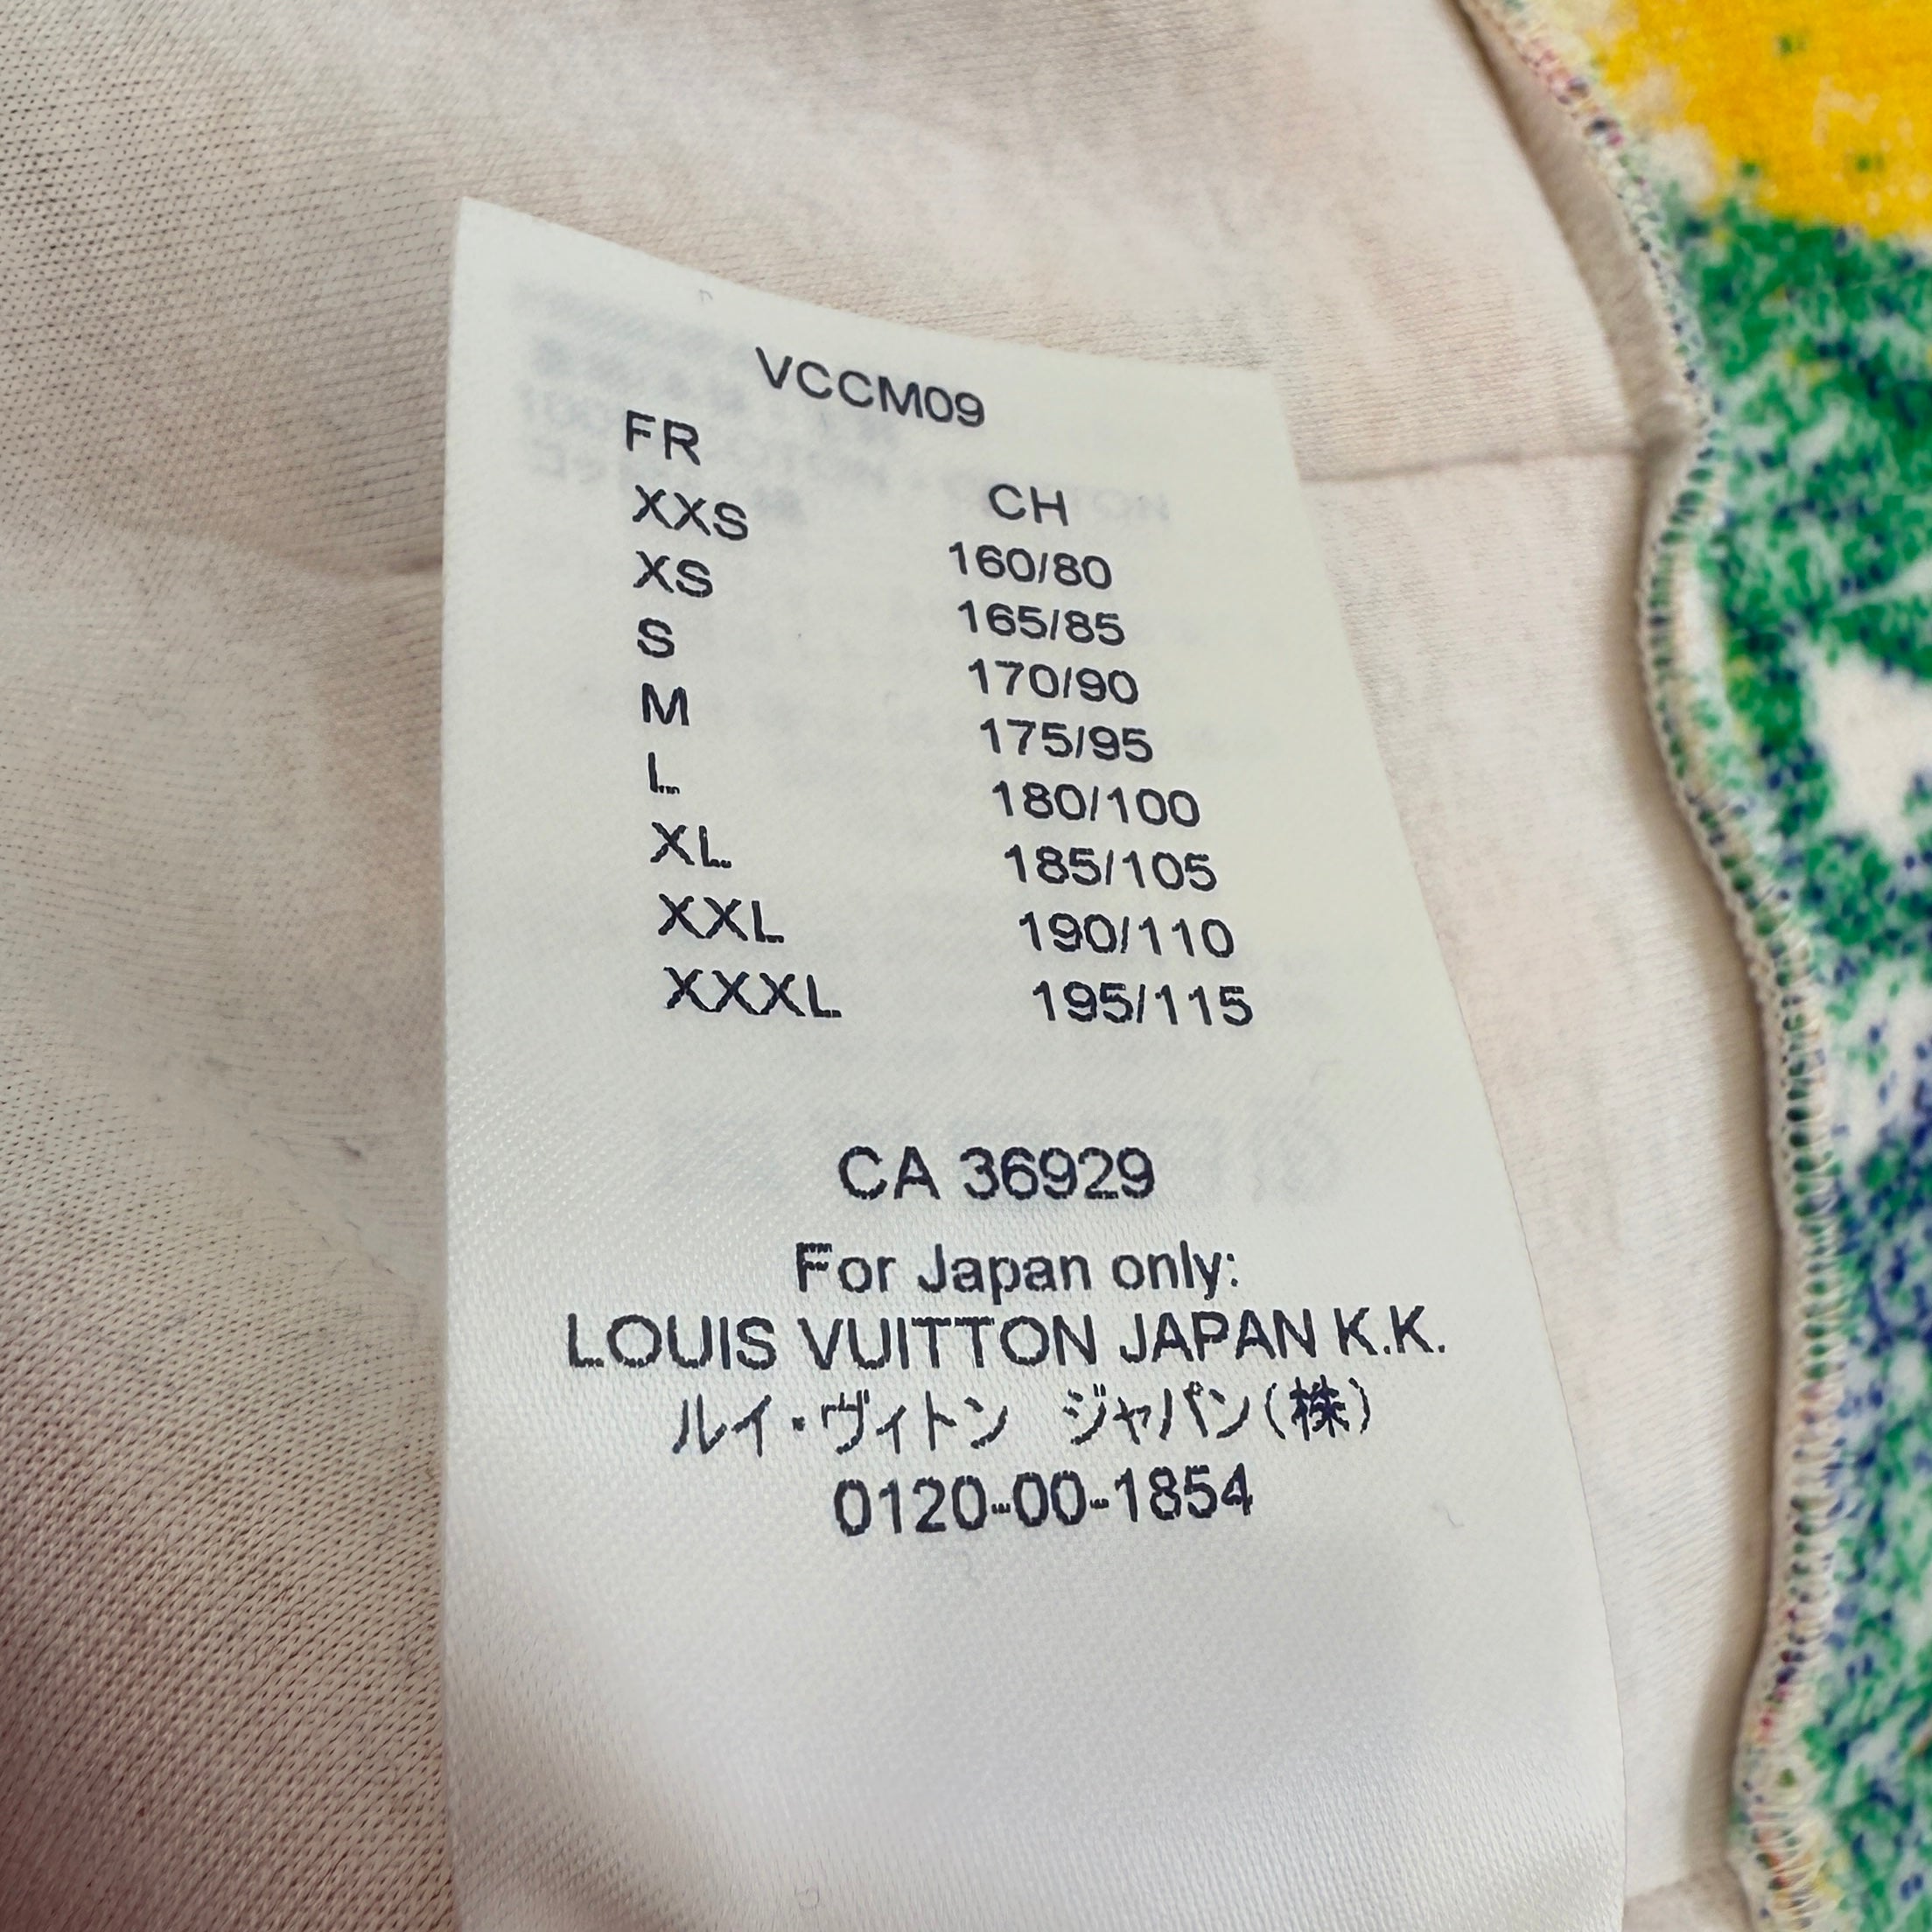 VCCM09
FR CH
XXS 160/80
XS 165/85
S 170/90
M 175/95
L 180/100
XL 185/105
XXL 190/110
XXXL 195/115
CA 36929
For Japan only:
LOUIS VUITTON JAPAN K.K.
ルイ・ヴィトン ジャパン(株)
0120-00-1854